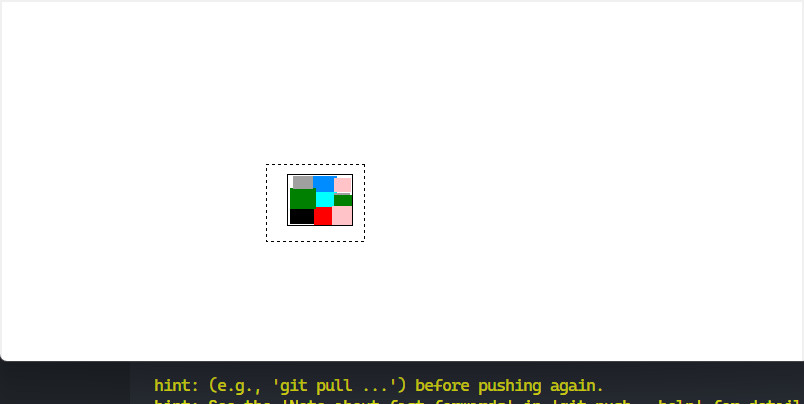 hint: (e.g., 'git pull ...') before pushing again.
hint: See the 'Note about fast-forwards' in 'git push --help' for detail